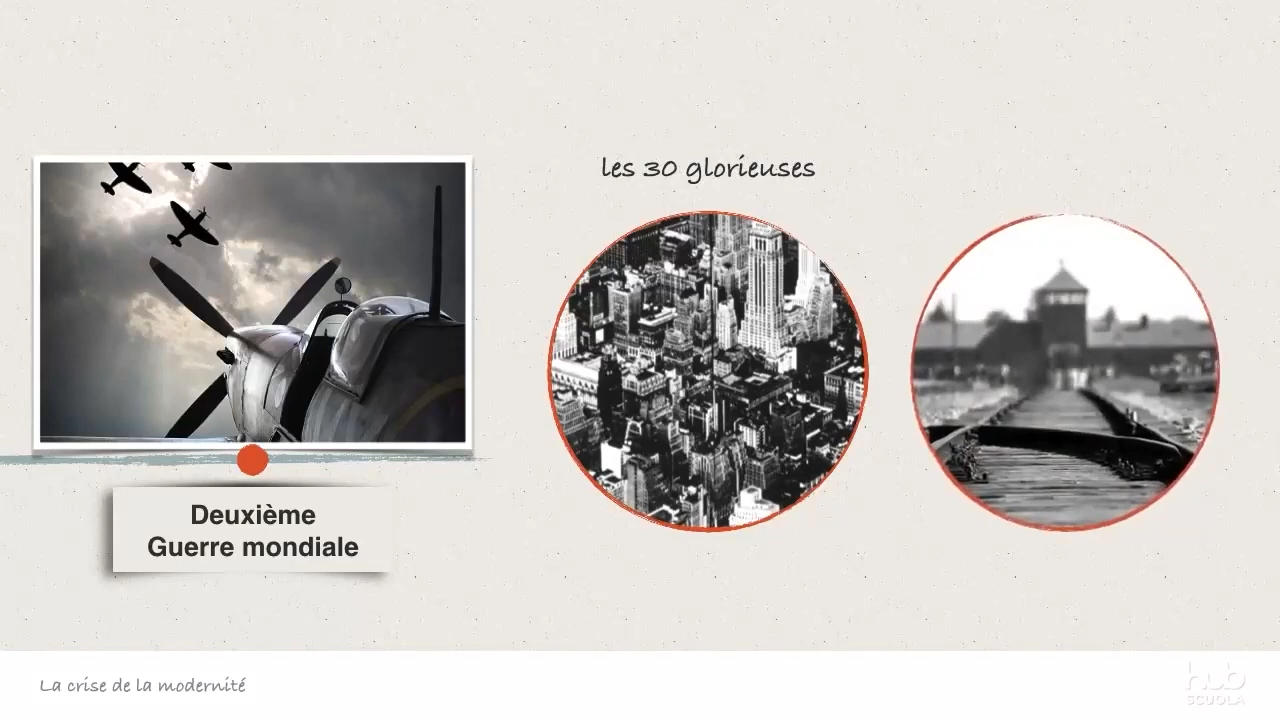 les 30 glorieuses
Deuxième
Guerre mondiale
La crise de la modernité
hub
SCUOLA